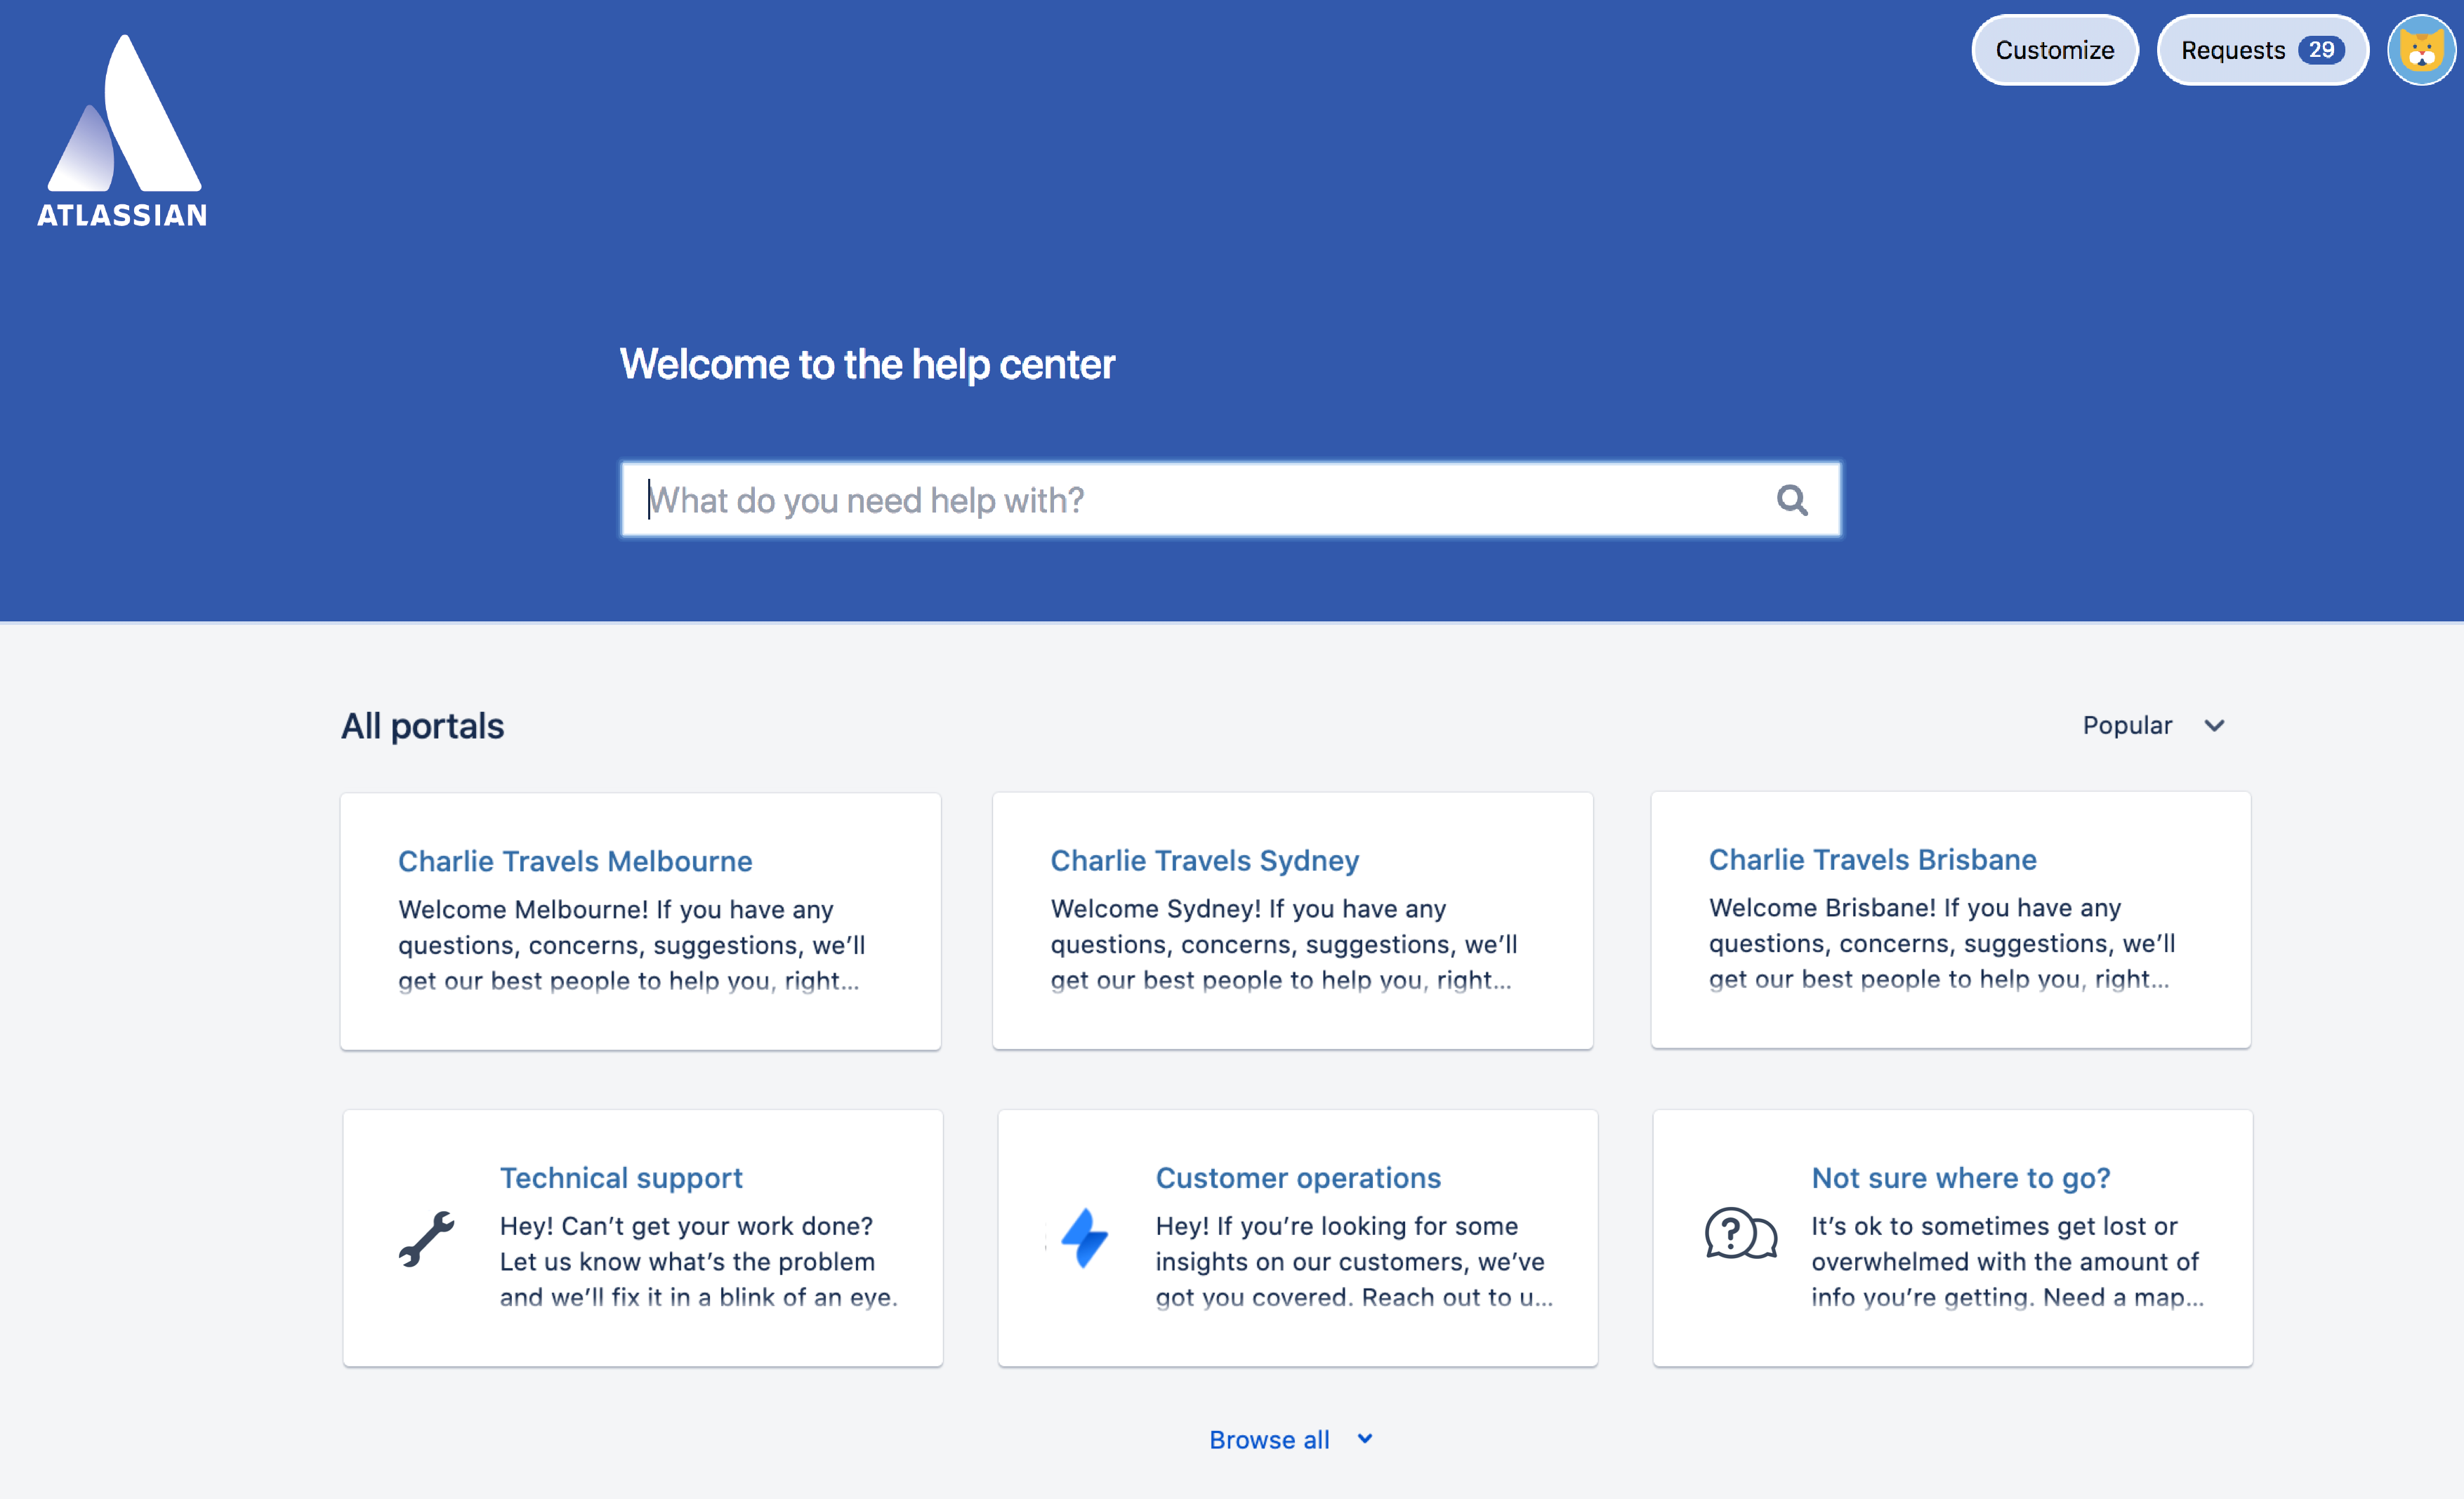 Customize
Requests 29
ATLASSIAN
Welcome to the help center
What do you need help with?
All portals
Popular
Charlie Travels Melbourne
Welcome Melbourne! If you have any
questions, concerns, suggestions, we’ll
get our best people to help you, right...
Charlie Travels Sydney
Welcome Sydney! If you have any
questions, concerns, suggestions, we’ll
get our best people to help you, right...
Charlie Travels Brisbane
Welcome Brisbane! If you have any
questions, concerns, suggestions, we’ll
get our best people to help you, right...
Technical support
Hey! Can’t get your work done?
Let us know what’s the problem
and we’ll fix it in a blink of an eye.
Customer operations
Hey! If you’re looking for some
insights on our customers, we’ve
got you covered. Reach out to u...
?
Not sure where to go?
It’s ok to sometimes get lost or
overwhelmed with the amount of
info you’re getting. Need a map...
Browse all